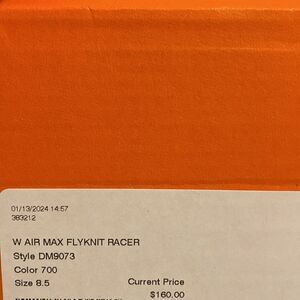 01/13/2024 14:57
383212
W AIR MAX FLYKNIT RACER
Style DM9073
Color 700
Size 8.5
Current Price
$160.00